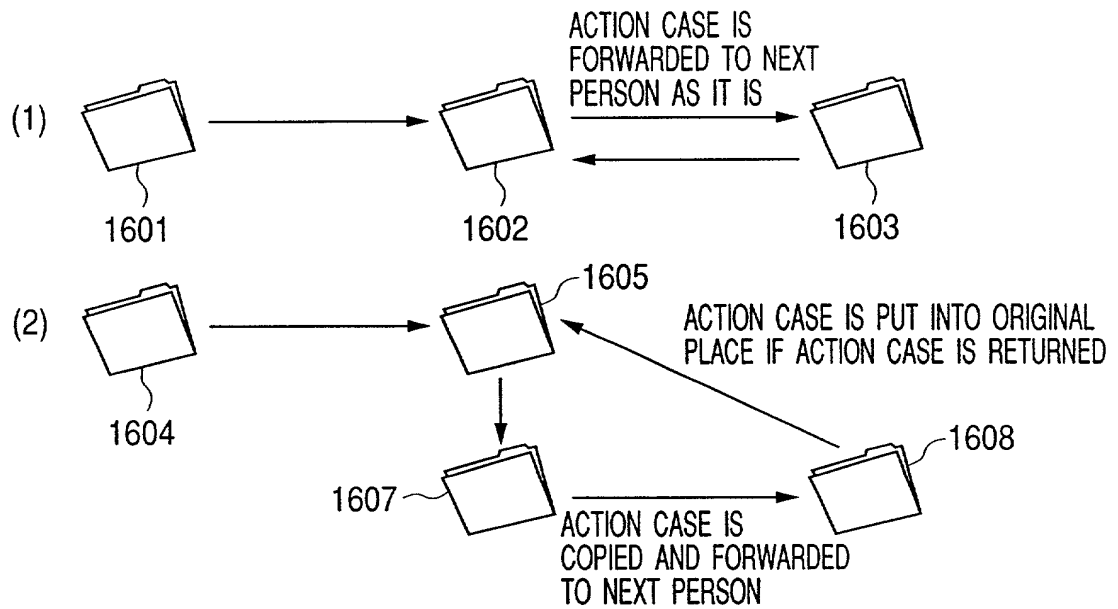 ACTION CASE IS
FORWARDED TO NEXT
PERSON AS IT IS
(1)
1601
1602
1603
(2)
1605
ACTION CASE IS PUT INTO ORIGINAL
PLACE IF ACTION CASE IS RETURNED
1604
1608
1607
ACTION CASE IS
COPIED AND FORWARDED
TO NEXT PERSON